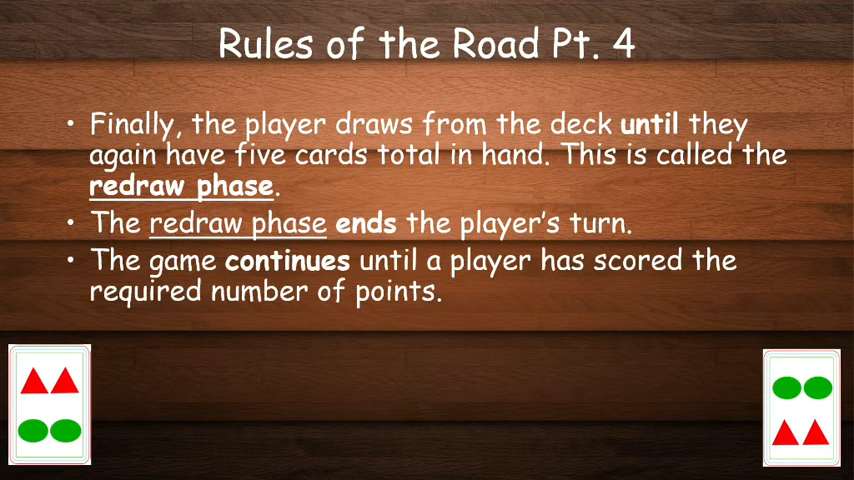 Rules of the Road Pt. 4
• Finally, the player draws from the deck until they
again have five cards total in hand. This is called the
redraw phase.
• The redraw phase ends the player’s turn.
• The game continues until a player has scored the
required number of points.